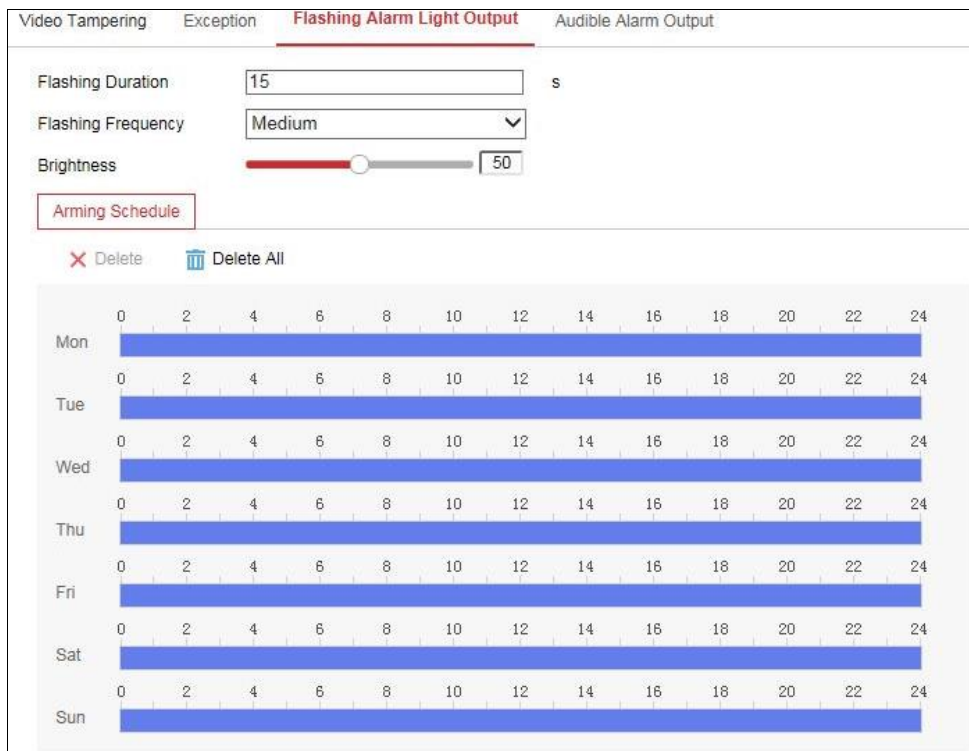 Video Tampering Exception Flashing Alarm Light Output Audible Alarm Output
Flashing Duration 15 s
Flashing Frequency Medium
Brightness 50
Arming Schedule
Delete Delete All
0 2 4 6 8 10 12 14 16 18 20 22 24
Mon
0 2 4 6 8 10 12 14 16 18 20 22 24
Tue
0 2 4 6 8 10 12 14 16 18 20 22 24
Wed
0 2 4 6 8 10 12 14 16 18 20 22 24
Thu
0 2 4 6 8 10 12 14 16 18 20 22 24
Fri
0 2 4 6 8 10 12 14 16 18 20 22 24
Sat
0 2 4 6 8 10 12 14 16 18 20 22 24
Sun